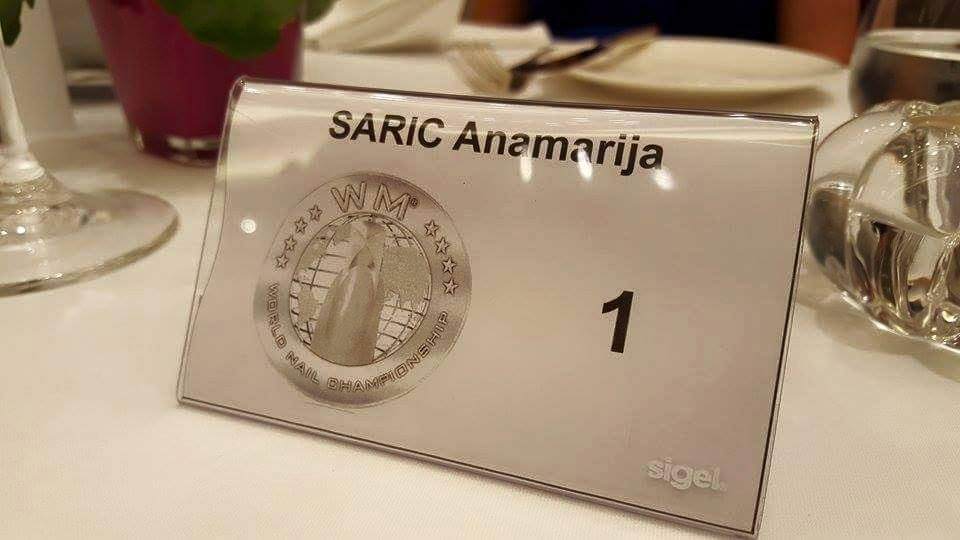 SARIC Anamarija
WM®
WORLD NAIL CHAMPIONSHIP
1
sigel®